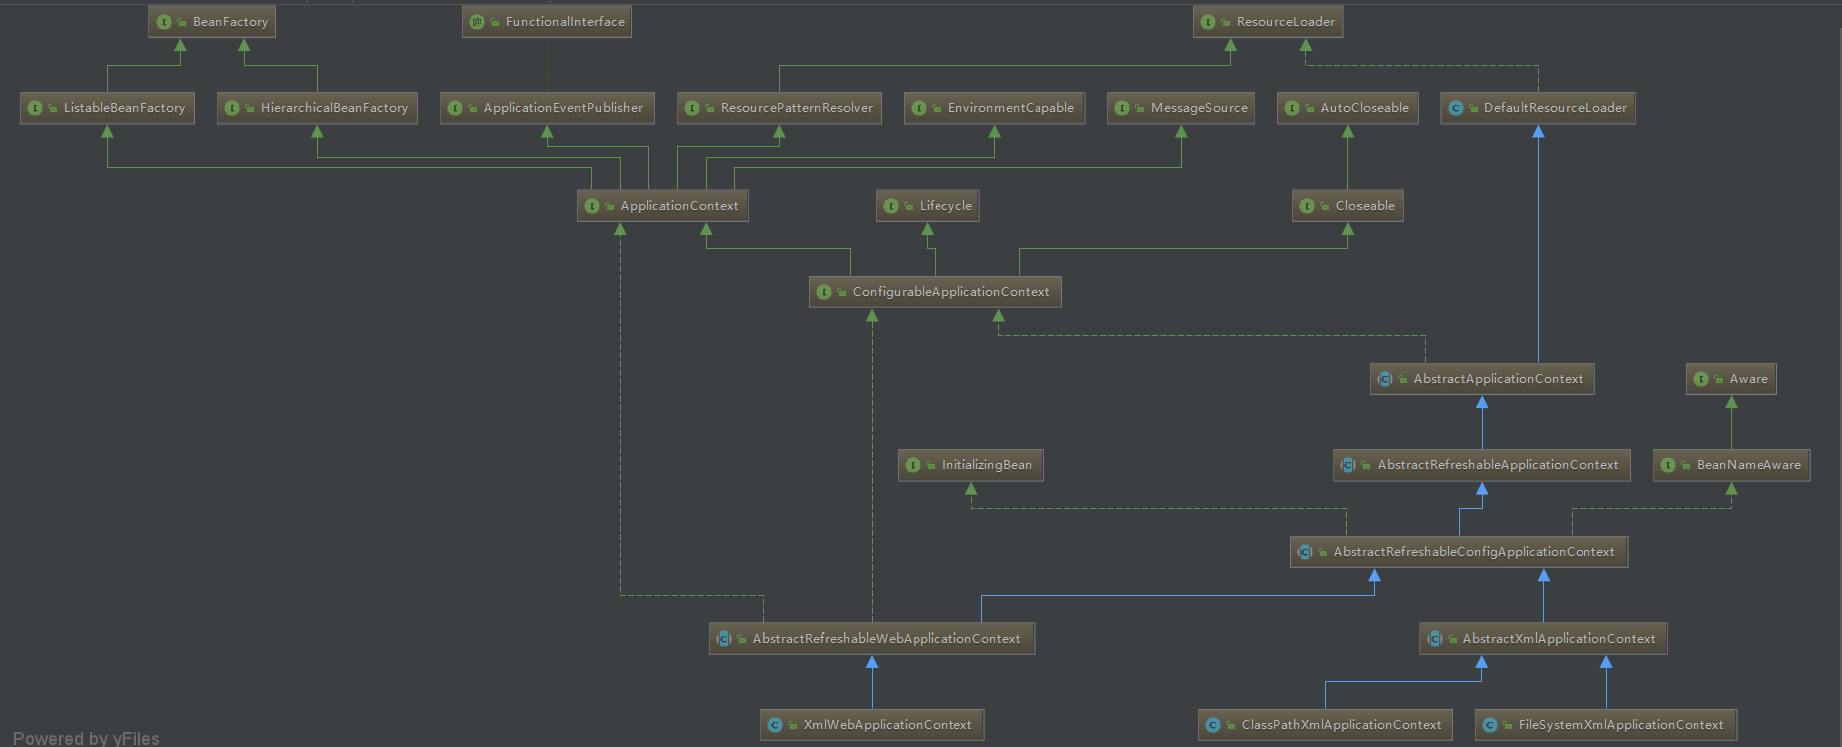 BeanFactory
FunctionalInterface
ResourceLoader
ListableBeanFactory
HierarchicalBeanFactory
ApplicationEventPublisher
ResourcePatternResolver
EnvironmentCapable
MessageSource
AutoCloseable
DefaultResourceLoader
ApplicationContext
Lifecycle
Closeable
ConfigurableApplicationContext
AbstractApplicationContext
Aware
InitializingBean
AbstractRefreshableApplicationContext
BeanNameAware
AbstractRefreshableConfigApplicationContext
AbstractRefreshableWebApplicationContext
AbstractXmlApplicationContext
XmlWebApplicationContext
ClassPathXmlApplicationContext
FileSystemXmlApplicationContext
Powered by yFiles